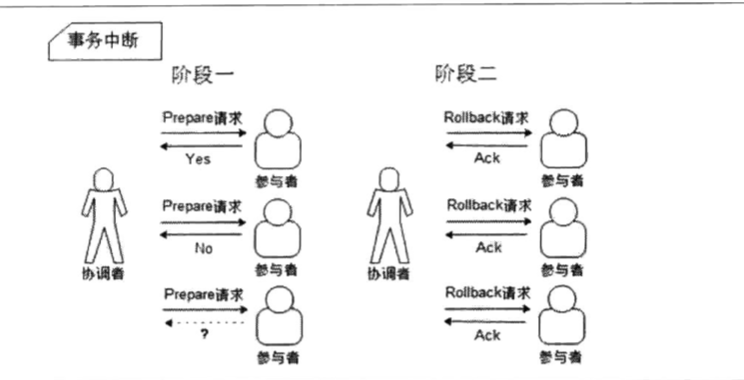 事务中断
阶段一
Prepare请求
Yes
参与者
Prepare请求
No
参与者
协调者
Prepare请求
?
参与者
阶段二
Rollback请求
Ack
参与者
Rollback请求
Ack
参与者
协调者
Rollback请求
Ack
参与者